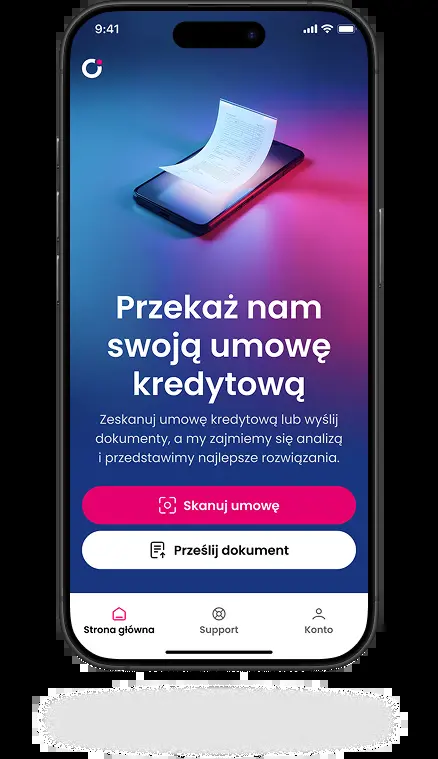 9:41
Przekaż nam
swoją umowę
kredytową
Zeskanuj umowę kredytową lub wyślij
dokumenty, a my zajmiemy się analizą
i przedstawimy najlepsze rozwiązania.
Skanuj umowę
Prześlij dokument
Strona główna Support Konto